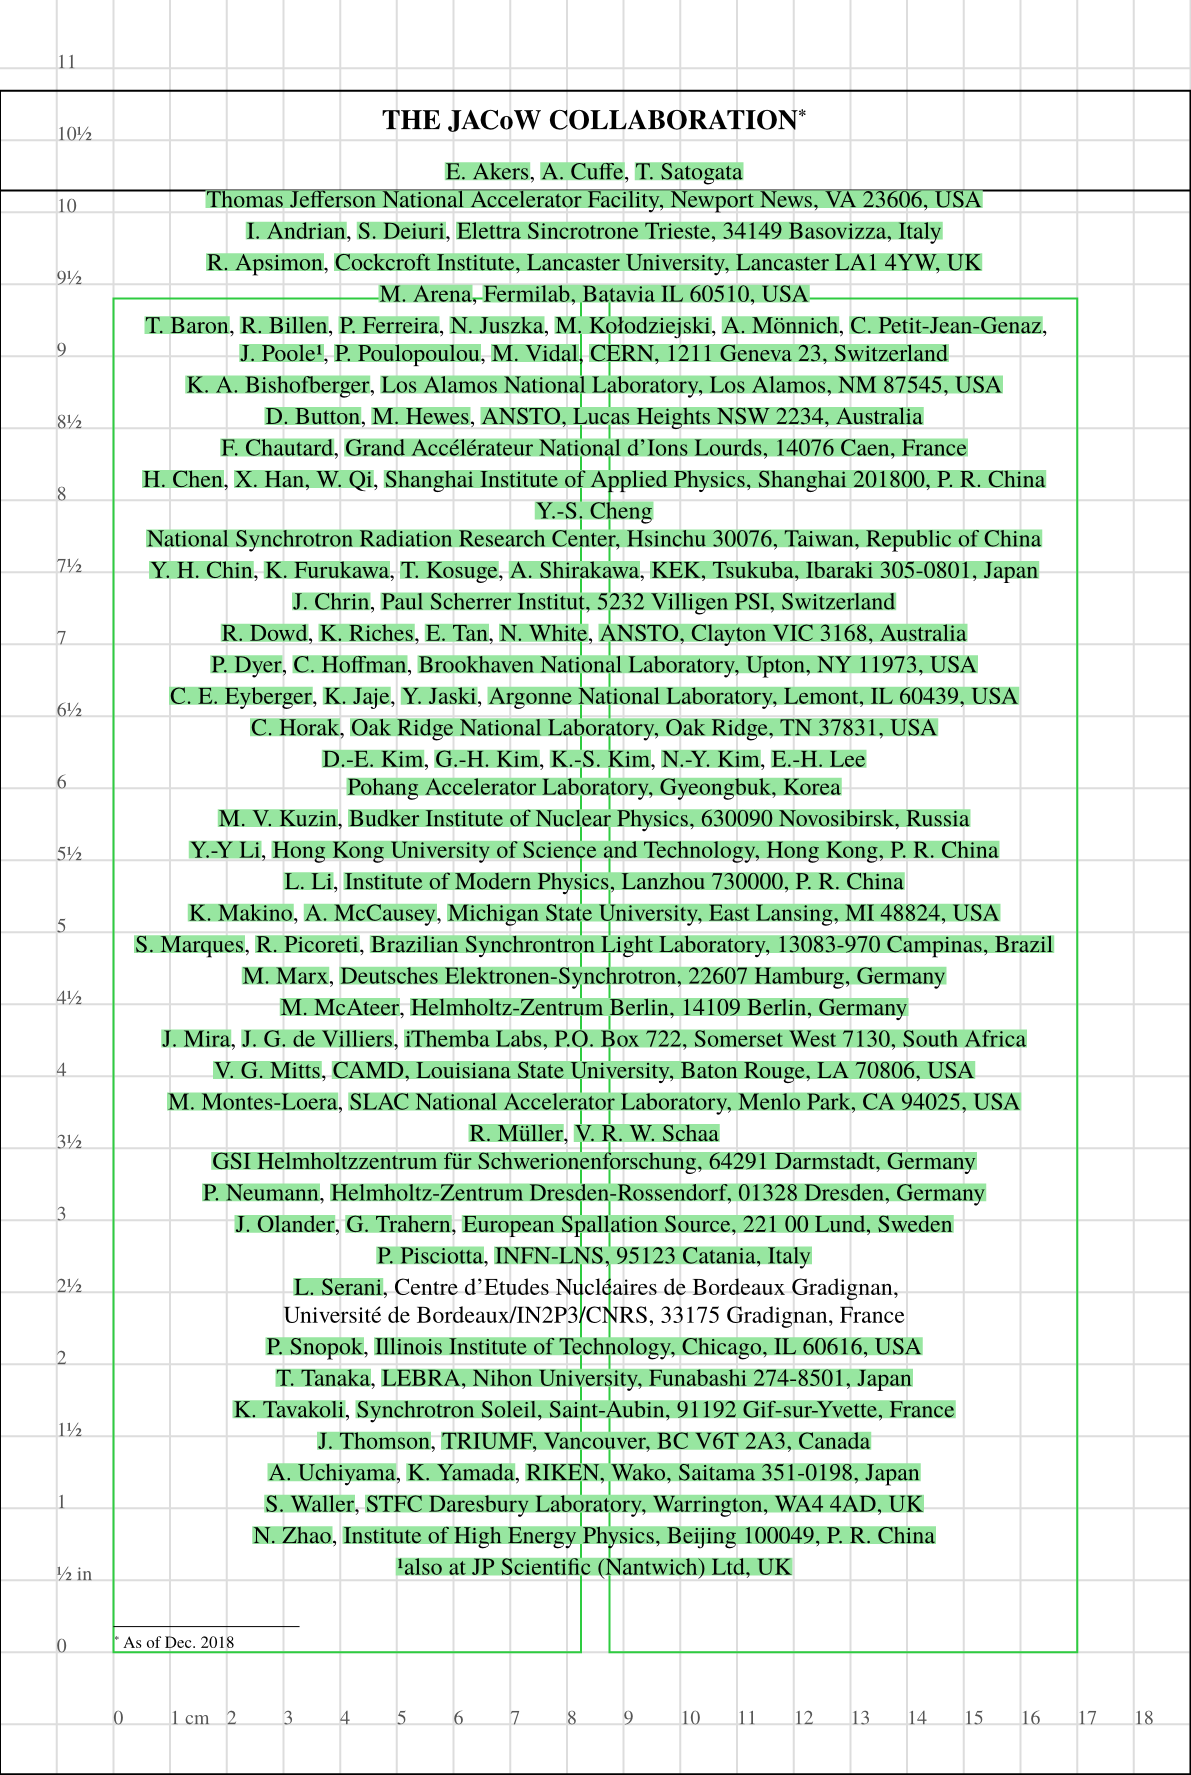 11
THE JACoW COLLABORATION*
10½
E. Akers, A. Cuffe, T. Satogata
Thomas Jefferson National Accelerator Facility, Newport News, VA 23606, USA
10
I. Andrian, S. Deiuri, Elettra Sincrotrone Trieste, 34149 Basovizza, Italy
R. Apsimon, Cockcroft Institute, Lancaster University, Lancaster LA1 4YW, UK
9½
M. Arena, Fermilab, Batavia IL 60510, USA
T. Baron, R. Billen, P. Ferreira, N. Juszka, M. Kołodziejski, A. Mönnich, C. Petit-Jean-Genaz,
9
J. Poole¹, P. Poulopoulou, M. Vidal, CERN, 1211 Geneva 23, Switzerland
K. A. Bishofberger, Los Alamos National Laboratory, Los Alamos, NM 87545, USA
D. Button, M. Hewes, ANSTO, Lucas Heights NSW 2234, Australia
8½
F. Chautard, Grand Accélérateur National d’Ions Lourds, 14076 Caen, France
H. Chen, X. Han, W. Qi, Shanghai Institute of Applied Physics, Shanghai 201800, P. R. China
8
Y.-S. Cheng
National Synchrotron Radiation Research Center, Hsinchu 30076, Taiwan, Republic of China
7½
Y. H. Chin, K. Furukawa, T. Kosuge, A. Shirakawa, KEK, Tsukuba, Ibaraki 305-0801, Japan
J. Chrin, Paul Scherrer Institut, 5232 Villigen PSI, Switzerland
R. Dowd, K. Riches, E. Tan, N. White, ANSTO, Clayton VIC 3168, Australia
7
P. Dyer, C. Hoffman, Brookhaven National Laboratory, Upton, NY 11973, USA
C. E. Eyberger, K. Jaje, Y. Jaski, Argonne National Laboratory, Lemont, IL 60439, USA
6½
C. Horak, Oak Ridge National Laboratory, Oak Ridge, TN 37831, USA
D.-E. Kim, G.-H. Kim, K.-S. Kim, N.-Y. Kim, E.-H. Lee
6
Pohang Accelerator Laboratory, Gyeongbuk, Korea
M. V. Kuzin, Budker Institute of Nuclear Physics, 630090 Novosibirsk, Russia
5½
Y.-Y Li, Hong Kong University of Science and Technology, Hong Kong, P. R. China
L. Li, Institute of Modern Physics, Lanzhou 730000, P. R. China
K. Makino, A. McCausey, Michigan State University, East Lansing, MI 48824, USA
5
S. Marques, R. Picoreti, Brazilian Synchrontron Light Laboratory, 13083-970 Campinas, Brazil
M. Marx, Deutsches Elektronen-Synchrotron, 22607 Hamburg, Germany
4½
M. McAteer, Helmholtz-Zentrum Berlin, 14109 Berlin, Germany
J. Mira, J. G. de Villiers, iThemba Labs, P.O. Box 722, Somerset West 7130, South Africa
4
V. G. Mitts, CAMD, Louisiana State University, Baton Rouge, LA 70806, USA
M. Montes-Loera, SLAC National Accelerator Laboratory, Menlo Park, CA 94025, USA
R. Müller, V. R. W. Schaa
3½
GSI Helmholtzzentrum für Schwerionenforschung, 64291 Darmstadt, Germany
P. Neumann, Helmholtz-Zentrum Dresden-Rossendorf, 01328 Dresden, Germany
3
J. Olander, G. Trahern, European Spallation Source, 221 00 Lund, Sweden
P. Pisciotta, INFN-LNS, 95123 Catania, Italy
2½
L. Serani, Centre d’Etudes Nucléaires de Bordeaux Gradignan,
Université de Bordeaux/IN2P3/CNRS, 33175 Gradignan, France
P. Snopok, Illinois Institute of Technology, Chicago, IL 60616, USA
2
T. Tanaka, LEBRA, Nihon University, Funabashi 274-8501, Japan
K. Tavakoli, Synchrotron Soleil, Saint-Aubin, 91192 Gif-sur-Yvette, France
1½
J. Thomson, TRIUMF, Vancouver, BC V6T 2A3, Canada
A. Uchiyama, K. Yamada, RIKEN, Wako, Saitama 351-0198, Japan
1
S. Waller, STFC Daresbury Laboratory, Warrington, WA4 4AD, UK
N. Zhao, Institute of High Energy Physics, Beijing 100049, P. R. China
¹also at JP Scientific (Nantwich) Ltd, UK
½ in
* As of Dec. 2018
0
0 1 cm 2 3 4 5 6 7 8 9 10 11 12 13 14 15 16 17 18